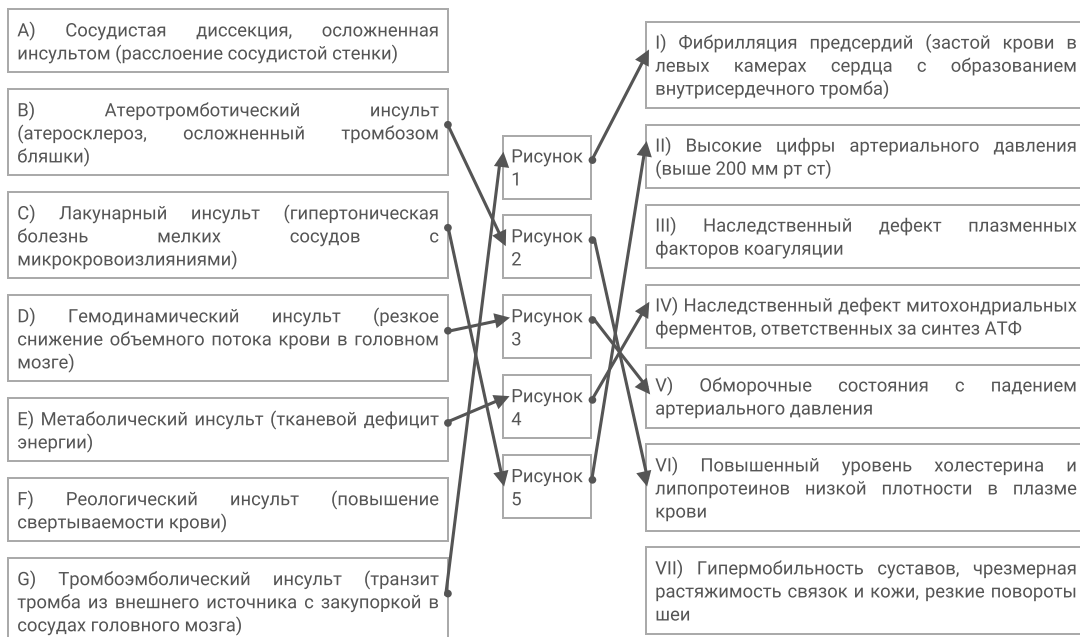 A) Сосудистая диссекция, осложненная
инсультом (расслоение сосудистой стенки)
B) Атеротромботический инсульт
(атеросклероз, осложненный тромбозом
бляшки)
C) Лакунарный инсульт (гипертоническая
болезнь мелких сосудов с
микрокровоизлияниями)
D) Гемодинамический инсульт (резкое
снижение объемного потока крови в головном
мозге)
E) Метаболический инсульт (тканевой дефицит
энергии)
F) Реологический инсульт (повышение
свертываемости крови)
G) Тромбоэмболический инсульт (транзит
тромба из внешнего источника с закупоркой в
сосудах головного мозга)
Рисунок
1
Рисунок
2
Рисунок
3
Рисунок
4
Рисунок
5
I) Фибрилляция предсердий (застой крови в
левых камерах сердца с образованием
внутрисердечного тромба)
II) Высокие цифры артериального давления
(выше 200 мм рт ст)
III) Наследственный дефект плазменных
факторов коагуляции
IV) Наследственный дефект митохондриальных
ферментов, ответственных за синтез АТФ
V) Обморочные состояния с падением
артериального давления
VI) Повышенный уровень холестерина и
липопротеинов низкой плотности в плазме
крови
VII) Гипермобильность суставов, чрезмерная
растяжимость связок и кожи, резкие повороты
шеи